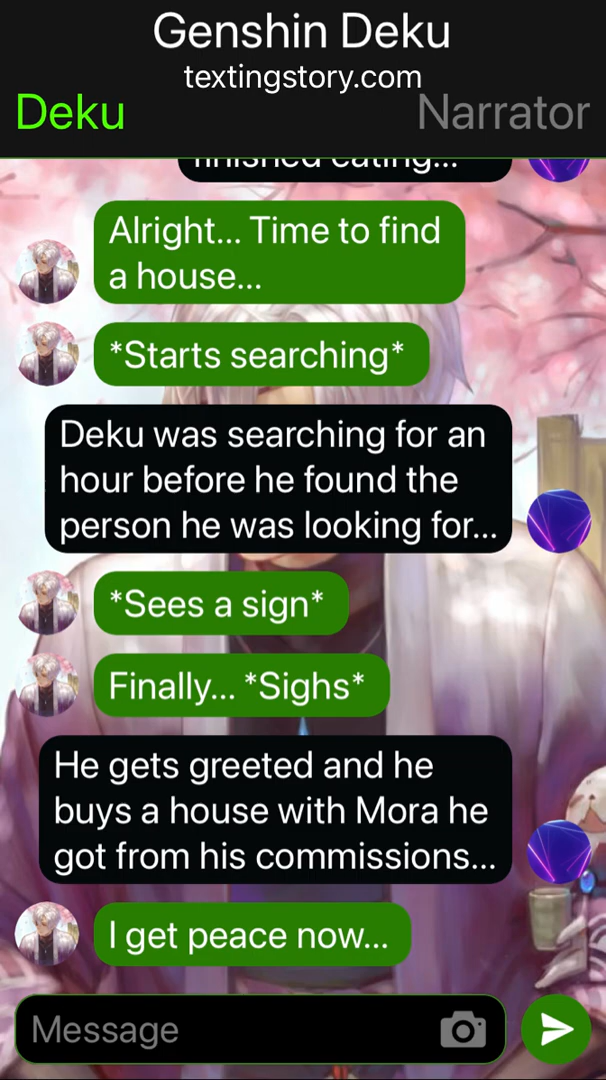 Genshin Deku
textingstory.com
Deku
Narrator
finished eating...
Alright... Time to find
a house...
*Starts searching*
Deku was searching for an
hour before he found the
person he was looking for...
*Sees a sign*
Finally... *Sighs*
He gets greeted and he
buys a house with Mora he
got from his commissions...
I get peace now...
Message